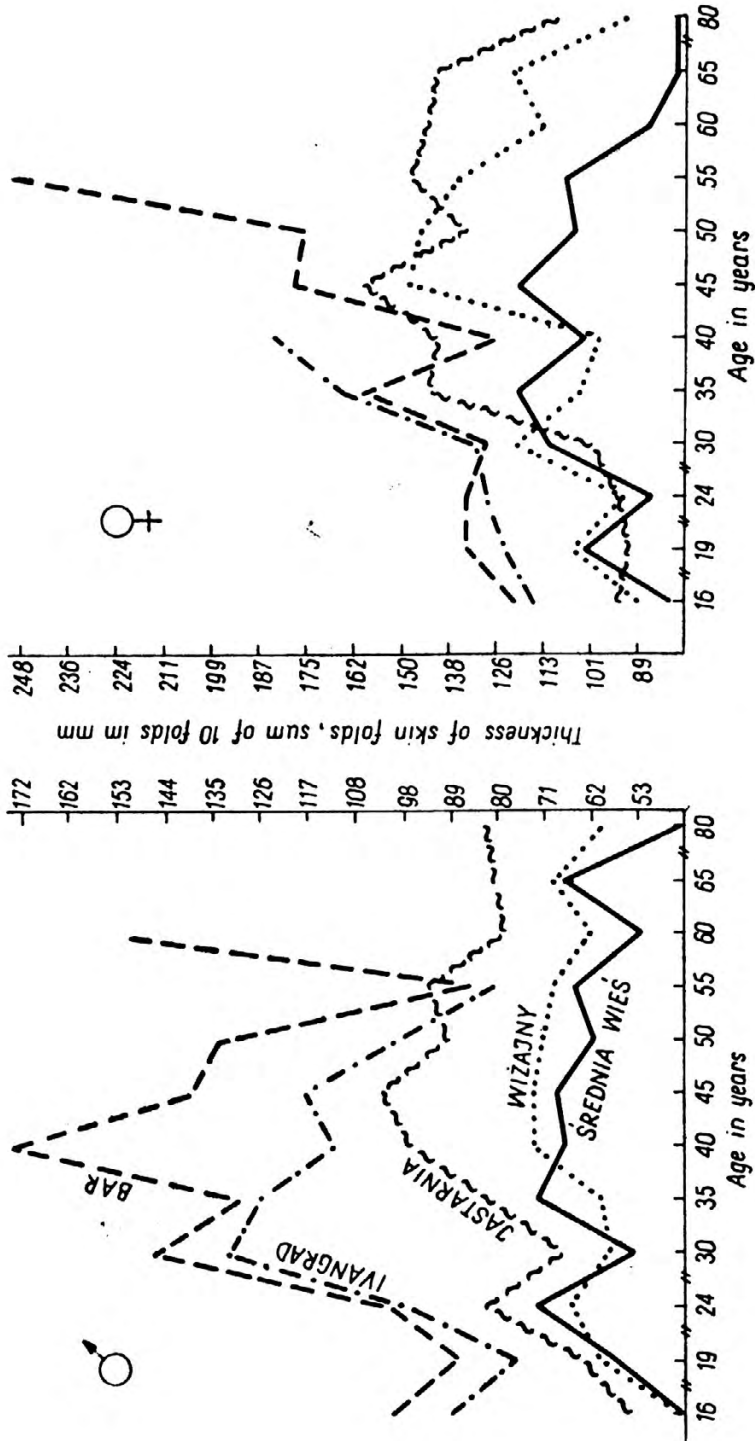 172
162
153
144
135
126
117
108
98
89
80
71
62
53
BAR
IVANGRAD
JASTARNIA
WIŻAJNY
ŚREDNIA WIEŚ
16 19 24 30 35 40 45 50 55 60 65 80
Age in years
Thickness of skin folds, sum of 10 folds in mm
248
236
224
211
199
187
175
162
150
138
126
113
101
89
16 19 24 30 35 40 45 50 55 60 65 80
Age in years